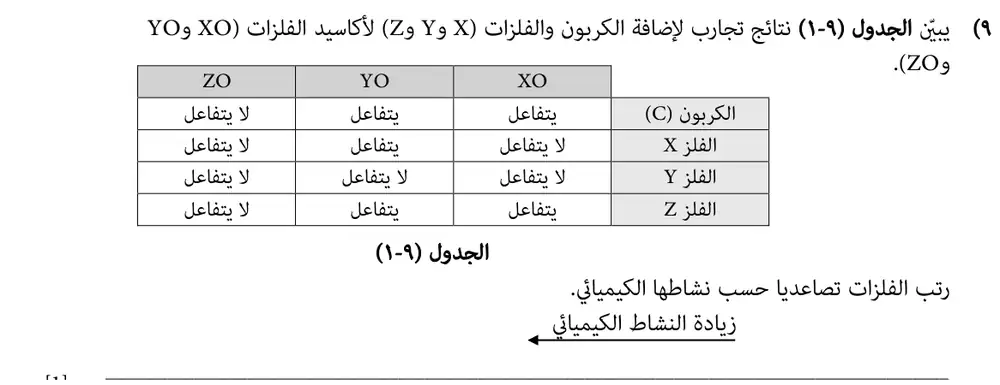 ٩) يبيّن الجدول (٩-١) نتائج تجارب لإضافة الكربون والفلزات (X وY وZ) لأكاسيد الفلزات (XO وYO
وZO).
XO YO ZO
الكربون (C) يتفاعل يتفاعل لا يتفاعل
الفلز X لا يتفاعل يتفاعل لا يتفاعل
الفلز Y لا يتفاعل لا يتفاعل لا يتفاعل
الفلز Z يتفاعل يتفاعل لا يتفاعل
الجدول (٩-١)
رتب الفلزات تصاعديا حسب نشاطها الكيميائي.
زيادة النشاط الكيميائي